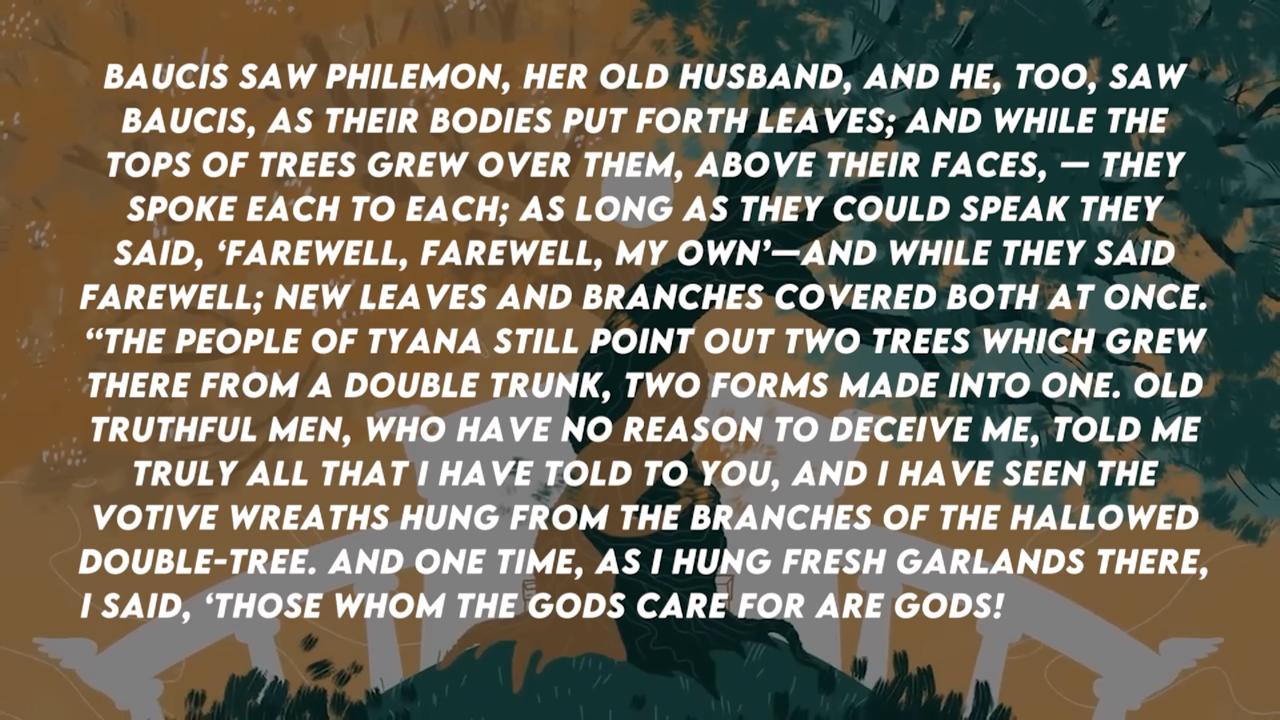 BAUCIS SAW PHILEMON, HER OLD HUSBAND, AND HE, TOO, SAW
BAUCIS, AS THEIR BODIES PUT FORTH LEAVES; AND WHILE THE
TOPS OF TREES GREW OVER THEM, ABOVE THEIR FACES, — THEY
SPOKE EACH TO EACH; AS LONG AS THEY COULD SPEAK THEY
SAID, ‘FAREWELL, FAREWELL, MY OWN’—AND WHILE THEY SAID
FAREWELL; NEW LEAVES AND BRANCHES COVERED BOTH AT ONCE.
“THE PEOPLE OF TYANA STILL POINT OUT TWO TREES WHICH GREW
THERE FROM A DOUBLE TRUNK, TWO FORMS MADE INTO ONE. OLD
TRUTHFUL MEN, WHO HAVE NO REASON TO DECEIVE ME, TOLD ME
TRULY ALL THAT I HAVE TOLD TO YOU, AND I HAVE SEEN THE
VOTIVE WREATHS HUNG FROM THE BRANCHES OF THE HALLOWED
DOUBLE-TREE. AND ONE TIME, AS I HUNG FRESH GARLANDS THERE,
I SAID, ‘THOSE WHOM THE GODS CARE FOR ARE GODS!